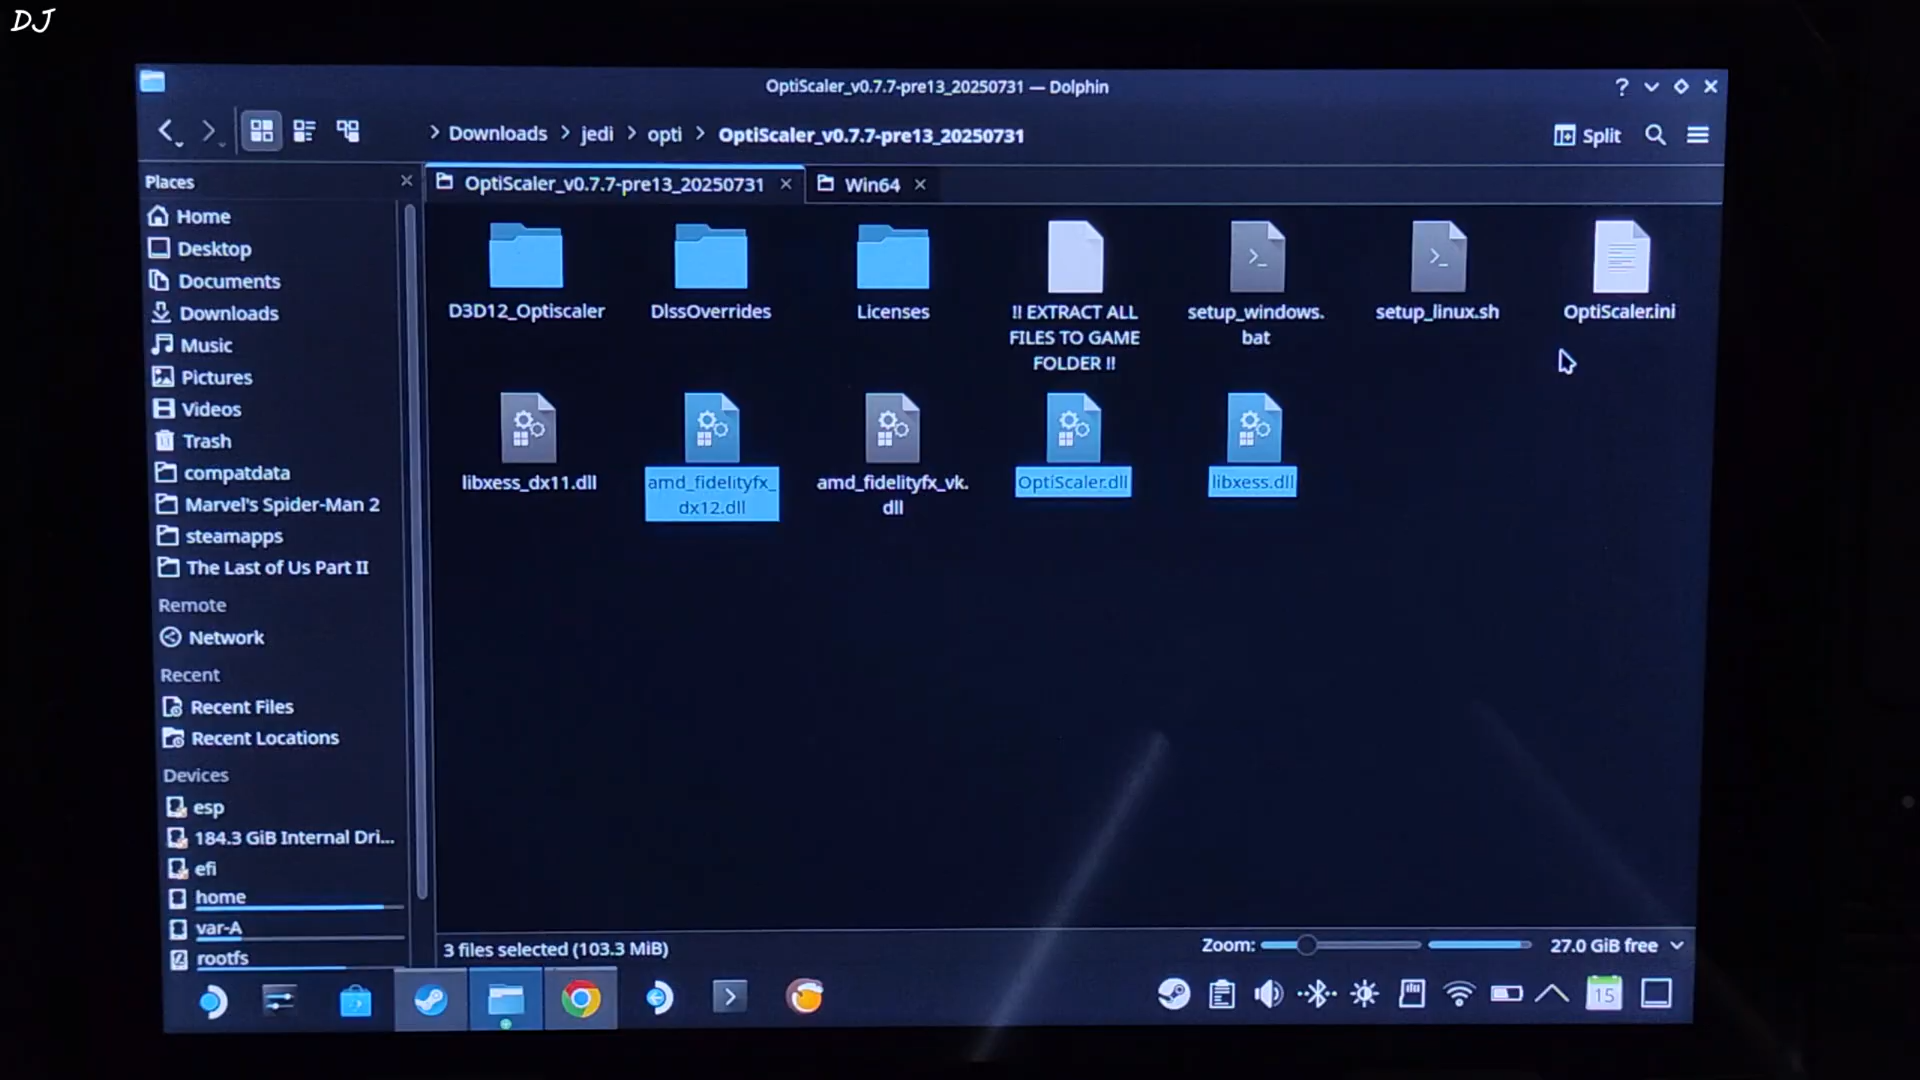 DJ
OptiScaler_v0.7.7-pre13_20250731 — Dolphin
Downloads
jedi
opti
OptiScaler_v0.7.7-pre13_20250731
Split
Places
OptiScaler_v0.7.7-pre13_20250731
Win64
Home
Desktop
Documents
Downloads
Music
Pictures
Videos
Trash
compatdata
Marvel's Spider-Man 2
steamapps
The Last of Us Part II
Remote
Network
Recent
Recent Files
Recent Locations
Devices
esp
184.3 GiB Internal Dri...
efi
home
var-A
rootfs
D3D12_Optiscaler
DlssOverrides
Licenses
!! EXTRACT ALL
FILES TO GAME
FOLDER !!
setup_windows.
bat
setup_linux.sh
OptiScaler.ini
libxess_dx11.dll
amd_fidelityfx_
dx12.dll
amd_fidelityfx_vk.
dll
OptiScaler.dll
libxess.dll
3 files selected (103.3 MiB)
Zoom:
27.0 GiB free
15